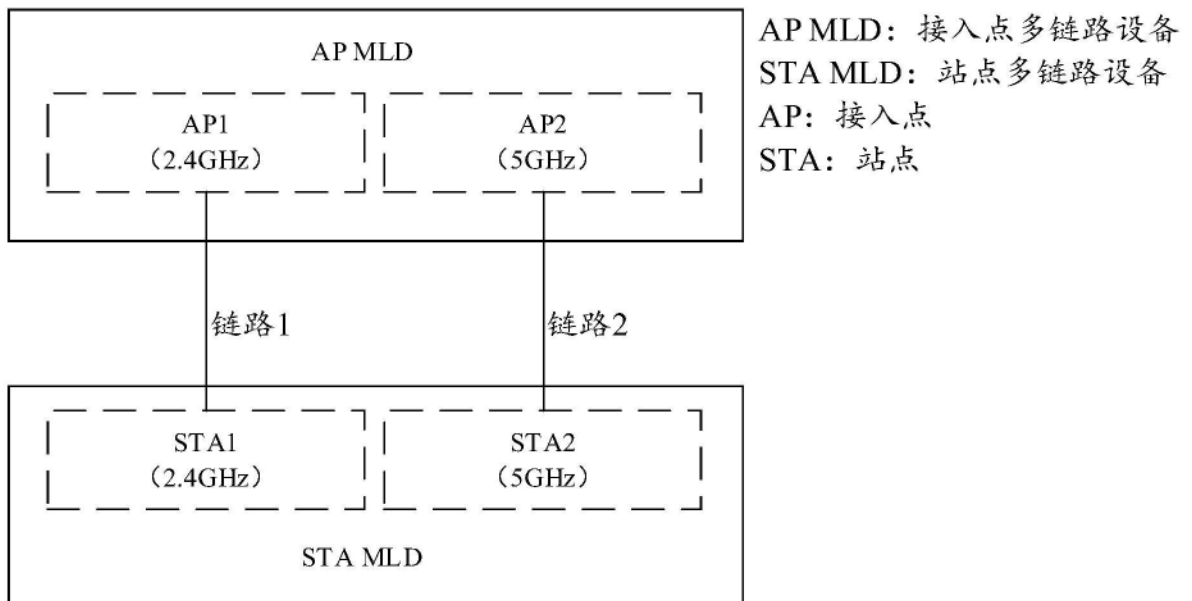 AP MLD
AP1
（2.4GHz）
AP2
（5GHz）
链路1
链路2
STA1
（2.4GHz）
STA2
（5GHz）
STA MLD
AP MLD：接入点多链路设备
STA MLD：站点多链路设备
AP：接入点
STA：站点